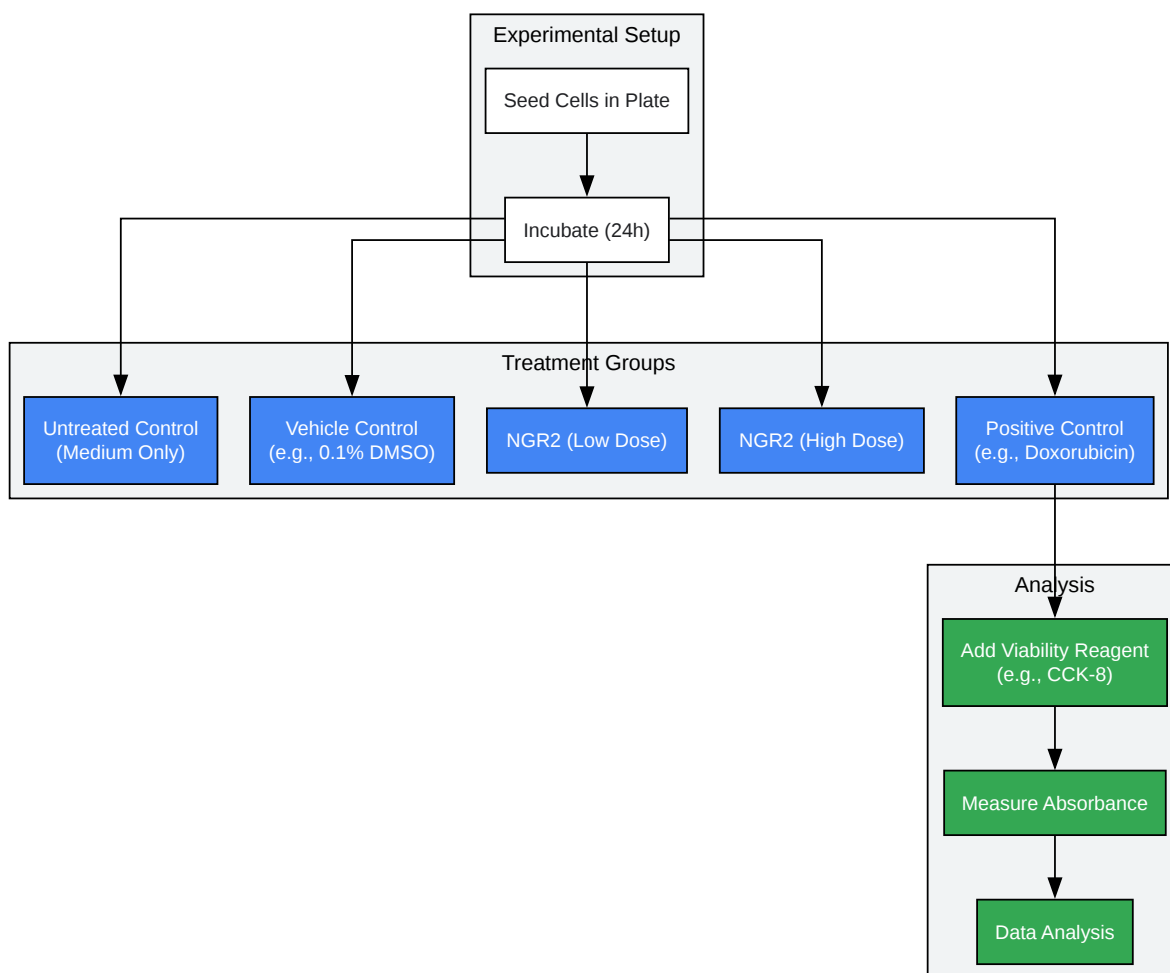 Experimental Setup
Seed Cells in Plate
Incubate (24h)
Treatment Groups
Untreated Control
(Medium Only)
Vehicle Control
(e.g., 0.1% DMSO)
NGR2 (Low Dose)
NGR2 (High Dose)
Positive Control
(e.g., Doxorubicin)
Analysis
Add Viability Reagent
(e.g., CCK-8)
Measure Absorbance
Data Analysis